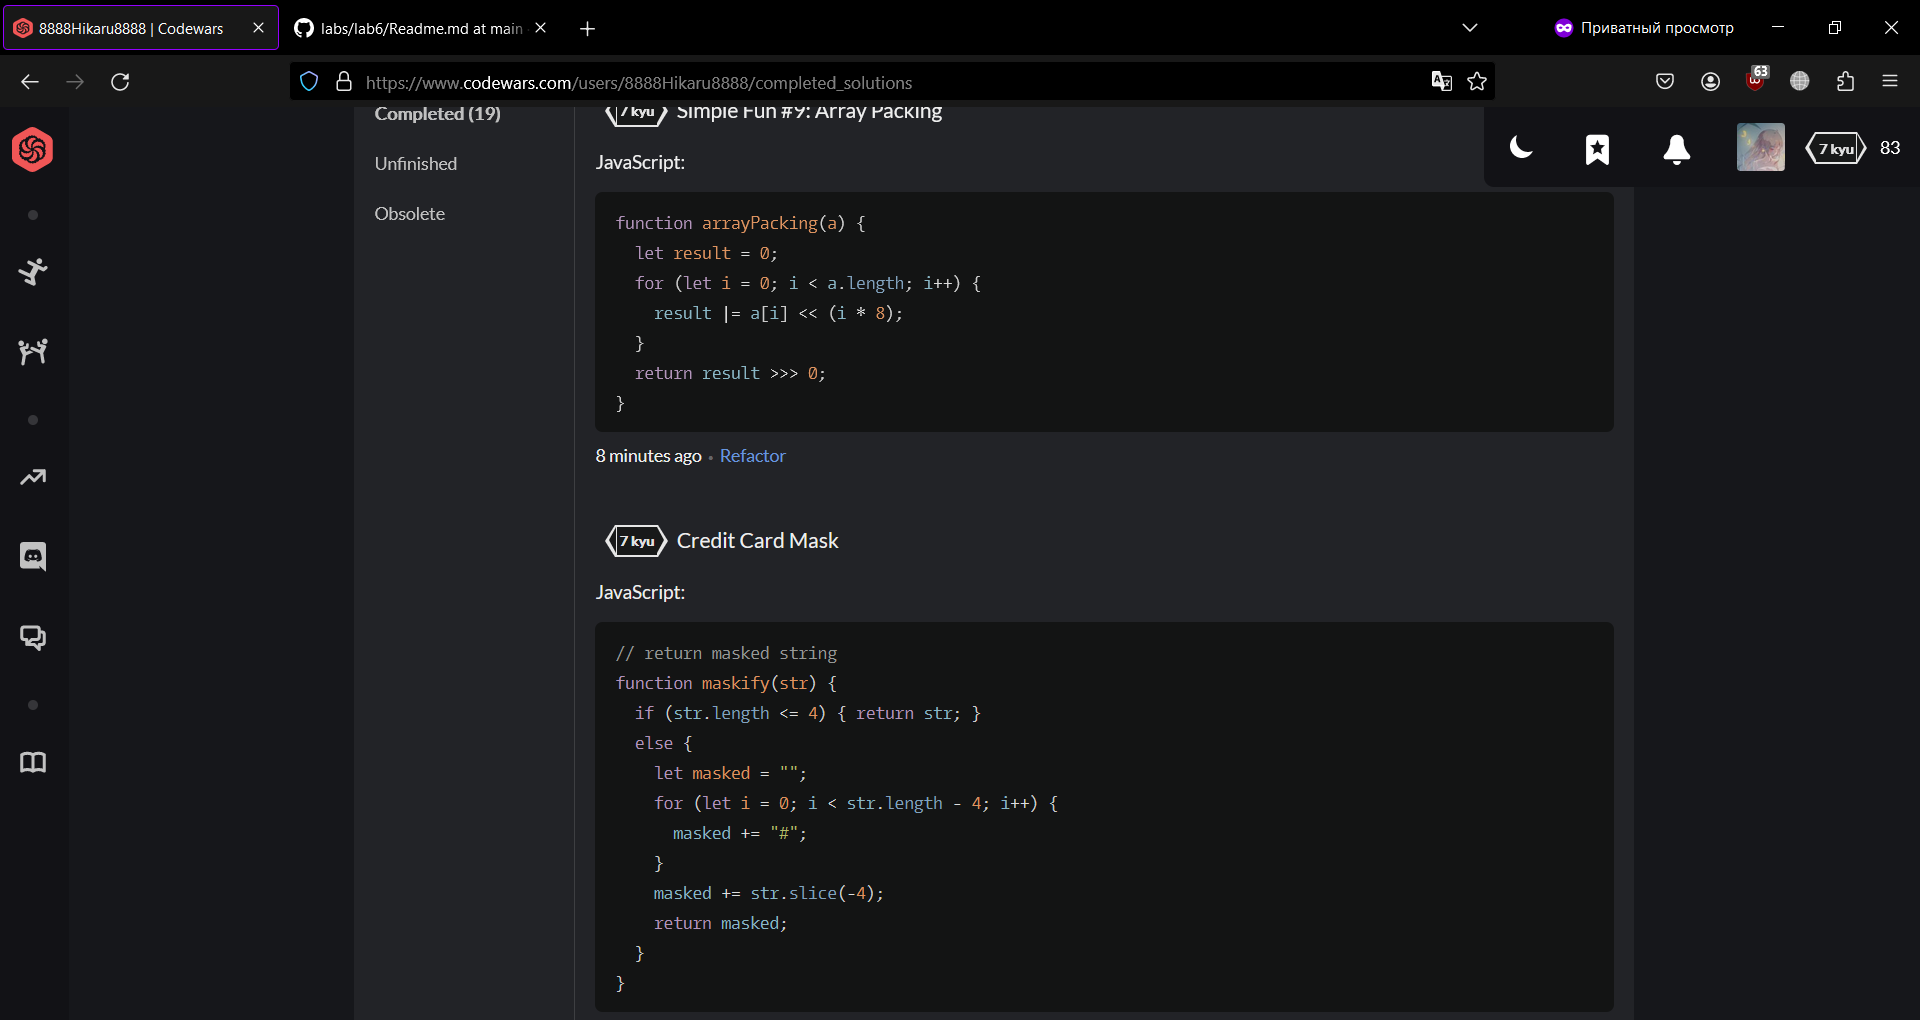 8888Hikaru8888 | Codewars
labs/lab6/Readme.md at main
Приватный просмотр
https://www.codewars.com/users/8888Hikaru8888/completed_solutions
63
Completed (19)
Unfinished
Obsolete
7 kyu
83
7 kyu Simple Fun #9: Array Packing
JavaScript:
function arrayPacking(a) {
  let result = 0;
  for (let i = 0; i < a.length; i++) {
    result |= a[i] << (i * 8);
  }
  return result >>> 0;
}
8 minutes ago • Refactor
7 kyu Credit Card Mask
JavaScript:
// return masked string
function maskify(str) {
  if (str.length <= 4) { return str; }
  else {
    let masked = "";
    for (let i = 0; i < str.length - 4; i++) {
      masked += "#";
    }
    masked += str.slice(-4);
    return masked;
  }
}